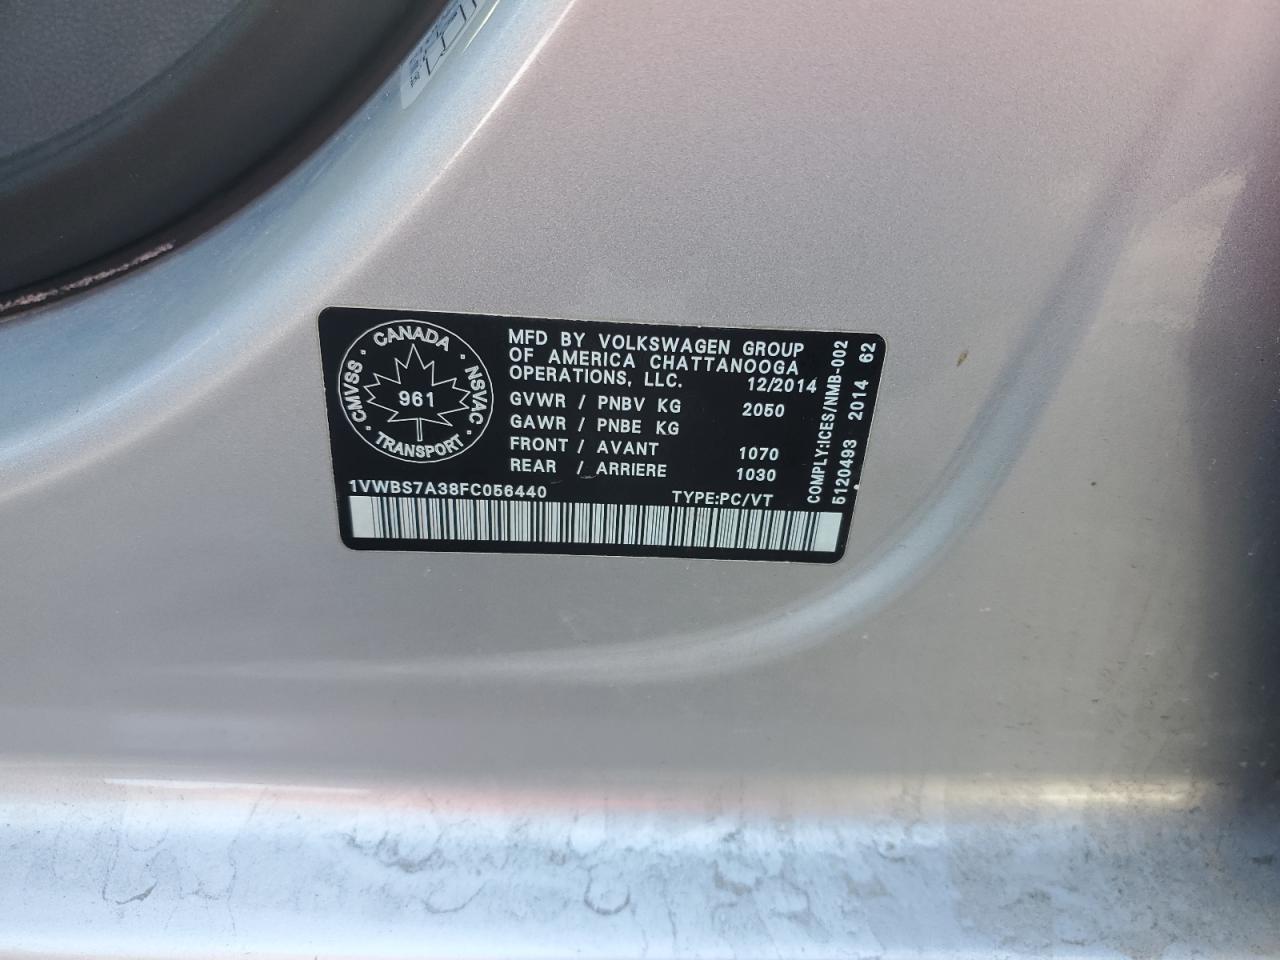 CANADA
CMVSS · NSVAC
961
TRANSPORT
MFD BY VOLKSWAGEN GROUP
OF AMERICA CHATTANOOGA
OPERATIONS, LLC. 12/2014
GVWR / PNBV KG 2050
GAWR / PNBE KG
FRONT / AVANT 1070
REAR / ARRIERE 1030
1VWBS7A38FC056440 TYPE:PC/VT
COMPLY:ICES/NMB-002
5120493 2014 62